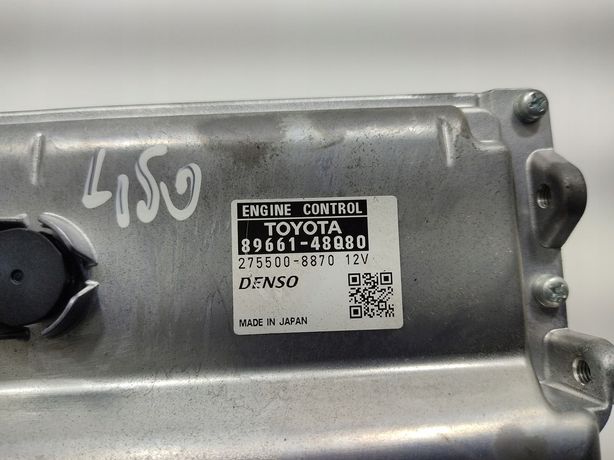 ENGINE CONTROL
TOYOTA
89661-48Q80
275500-8870 12V
DENSO
MADE IN JAPAN